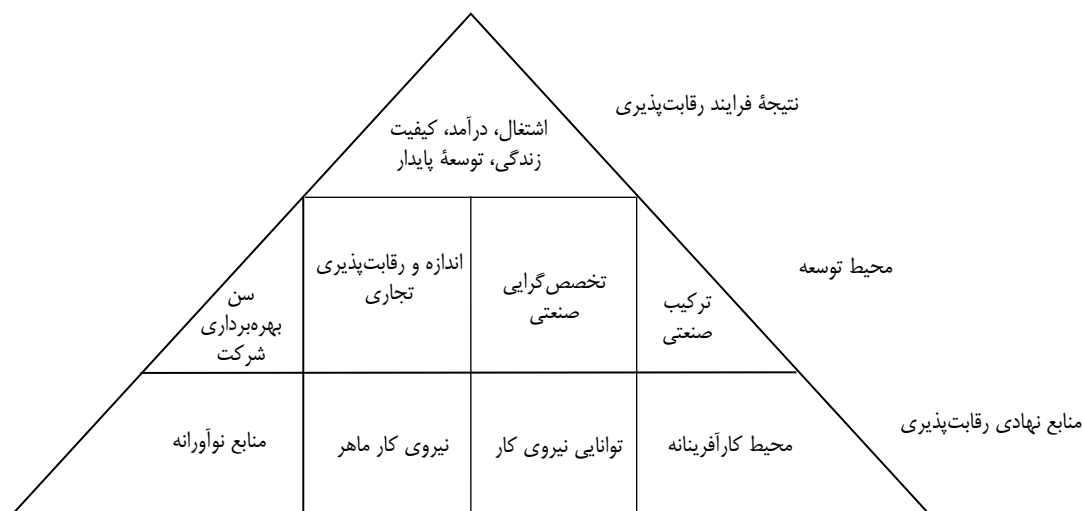 نتیجهٔ فرایند رقابت‌پذیری
اشتغال، درآمد، کیفیت
زندگی، توسعهٔ پایدار
محیط توسعه
ترکیب
صنعتی
تخصص‌گرایی
صنعتی
اندازه و رقابت‌پذیری
تجاری
سن
بهره‌برداری
شرکت
منابع نهادی رقابت‌پذیری
محیط کارآفرینانه
توانایی نیروی کار
نیروی کار ماهر
منابع نوآورانه